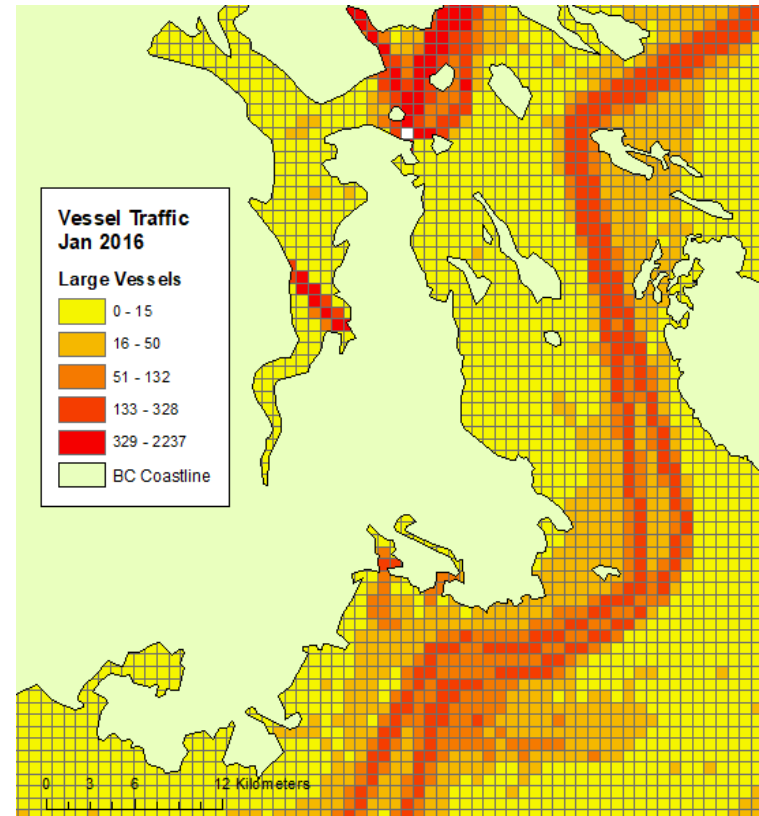 Vessel Traffic
Jan 2016
Large Vessels
0 - 15
16 - 50
51 - 132
133 - 328
329 - 2237
BC Coastline
0 3 6 12 Kilometers